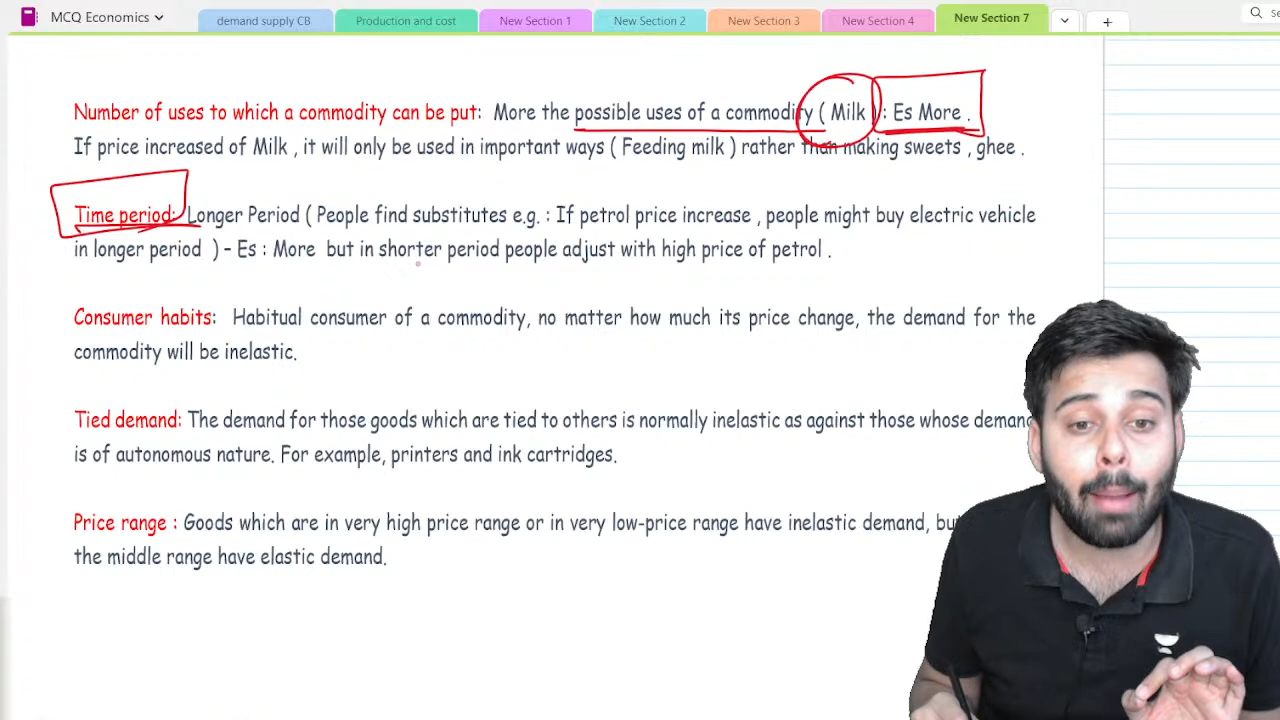 MCQ Economics
demand supply CB
Production and cost
New Section 1
New Section 2
New Section 3
New Section 4
New Section 7
Number of uses to which a commodity can be put: More the possible uses of a commodity ( Milk ) : Es More .
If price increased of Milk , it will only be used in important ways ( Feeding milk ) rather than making sweets , ghee .
Time period: Longer Period ( People find substitutes e.g. : If petrol price increase , people might buy electric vehicle
in longer period ) – Es : More but in shorter period people adjust with high price of petrol .
Consumer habits: Habitual consumer of a commodity, no matter how much its price change, the demand for the
commodity will be inelastic.
Tied demand: The demand for those goods which are tied to others is normally inelastic as against those whose demand
is of autonomous nature. For example, printers and ink cartridges.
Price range : Goods which are in very high price range or in very low-price range have inelastic demand,
the middle range have elastic demand.